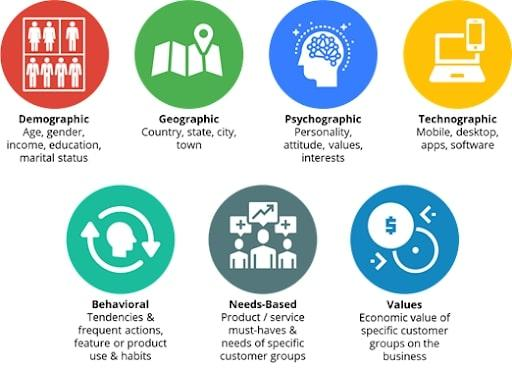 Demographic
Age, gender,
income, education,
marital status
Geographic
Country, state, city,
town
Psychographic
Personality,
attitude, values,
interests
Technographic
Mobile, desktop,
apps, software
Behavioral
Tendencies &
frequent actions,
feature or product
use & habits
Needs-Based
Product / service
must-haves &
needs of specific
customer groups
$
Values
Economic value of
specific customer
groups on the
business